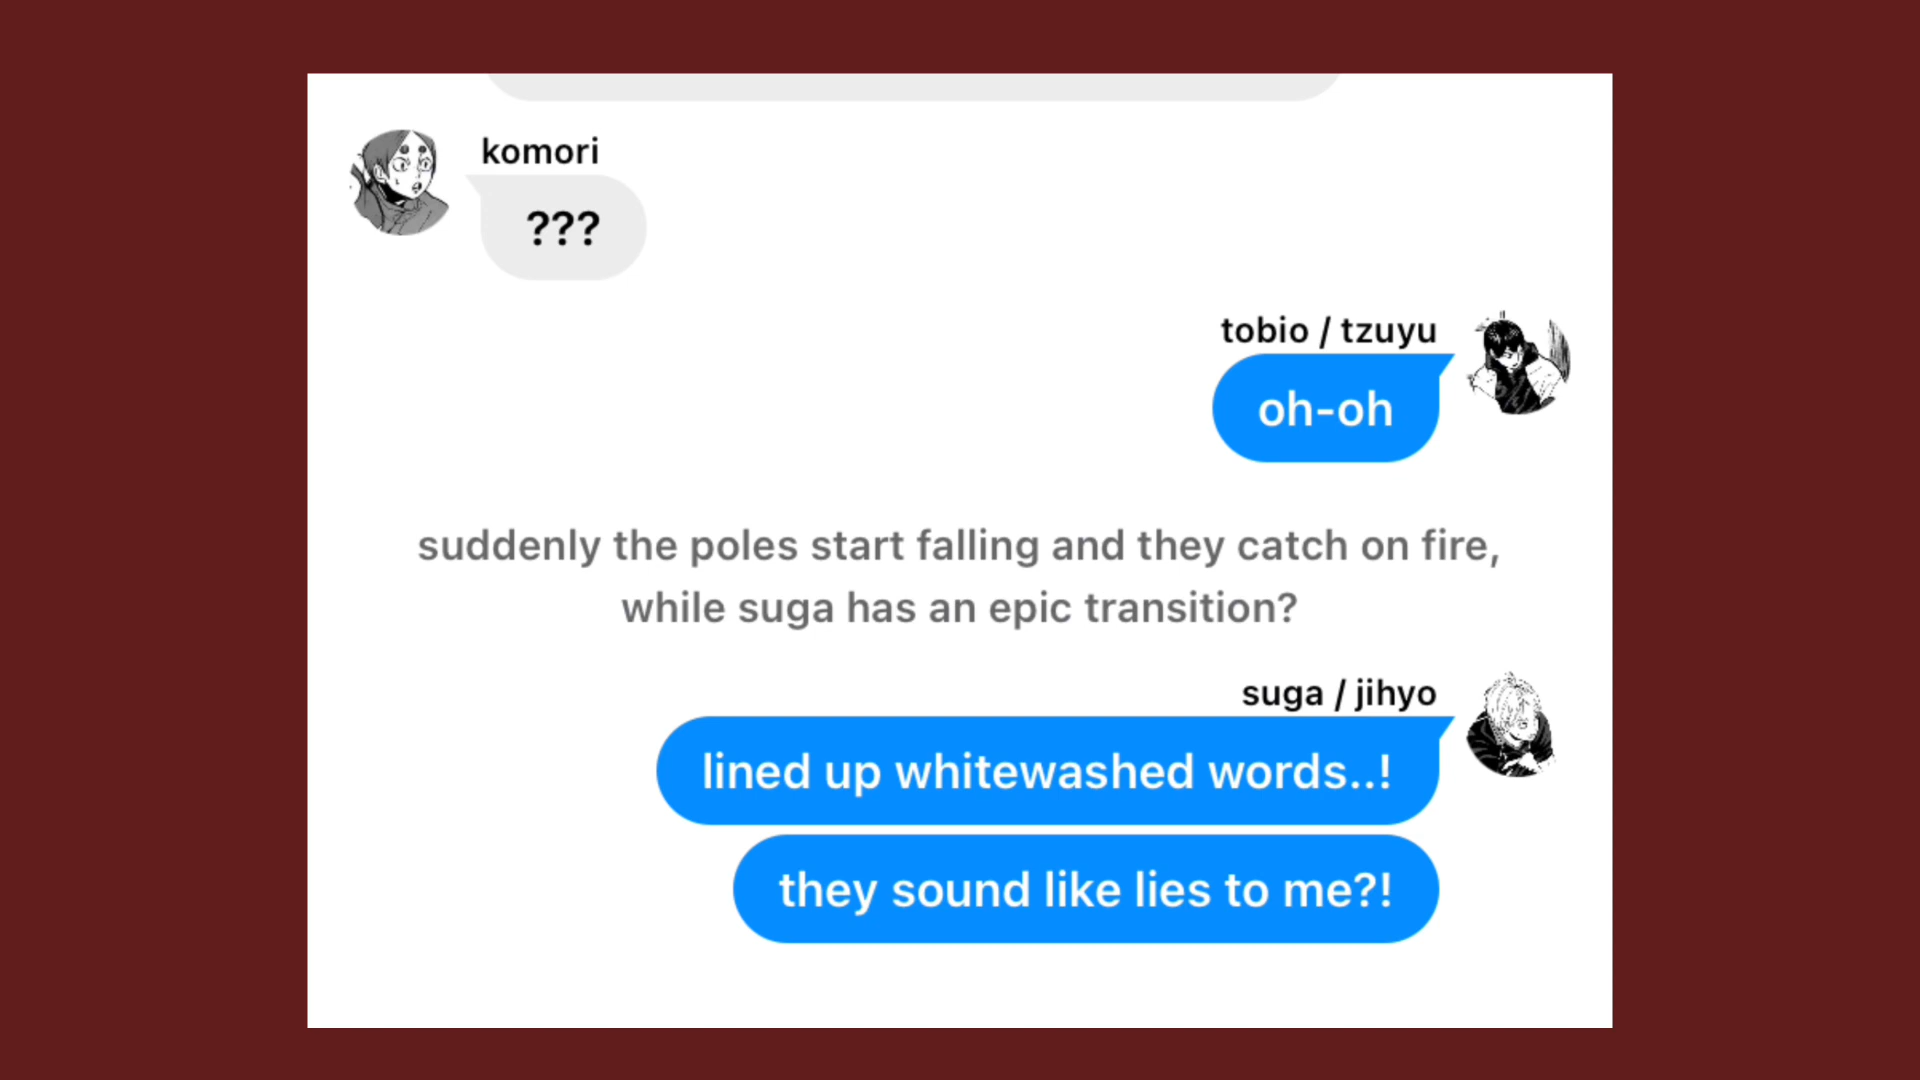 komori
???
tobio / tzuyu
oh-oh
suddenly the poles start falling and they catch on fire,
while suga has an epic transition?
suga / jihyo
lined up whitewashed words..!
they sound like lies to me?!